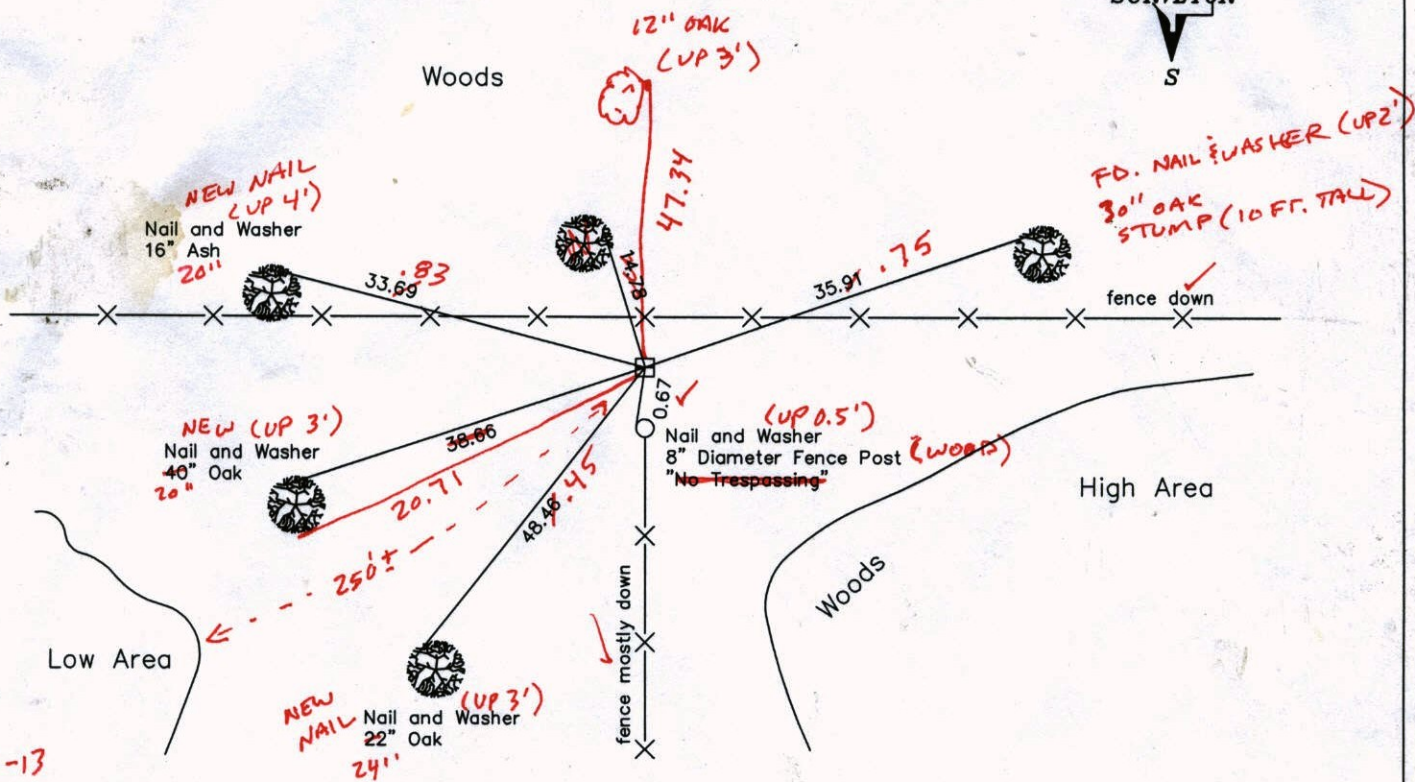 S
12" OAK
(UP 3')
Woods
FD. NAIL & WASHER (UP 2')
30" OAK
STUMP (10 FT. TALL)
NEW NAIL
(UP 4')
Nail and Washer
16" Ash
20"
47.34
33.69
.83
14.78
35.91
.75
fence down
0.67
NEW (UP 3')
Nail and Washer
40" Oak
20"
38.66
20.71
(UP 0.5')
Nail and Washer
8" Diameter Fence Post
(WOOD)
"No Trespassing"
High Area
48.46
.45
250'±
fence mostly down
Woods
Low Area
NEW
NAIL
(UP 3')
Nail and Washer
22" Oak
24"
-13